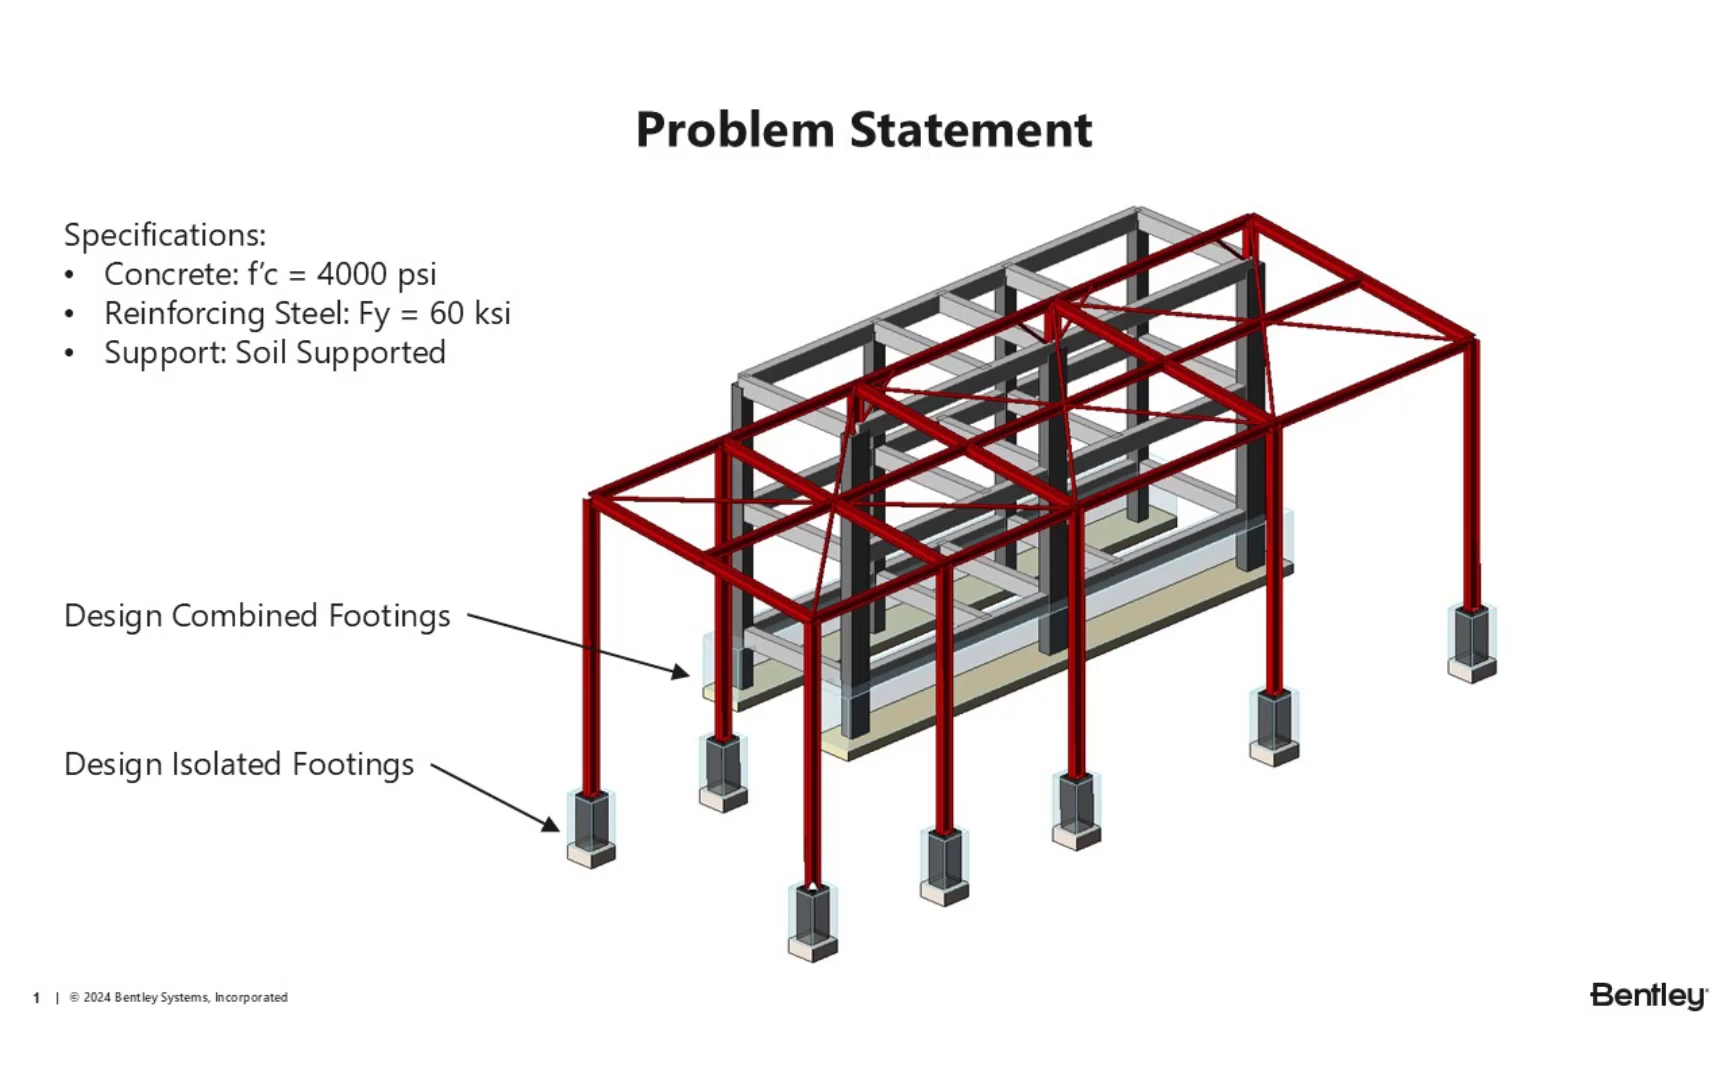 Problem Statement
Specifications:
• Concrete: f’c = 4000 psi
• Reinforcing Steel: Fy = 60 ksi
• Support: Soil Supported
Design Combined Footings
Design Isolated Footings
1 | © 2024 Bentley Systems, Incorporated
Bentley